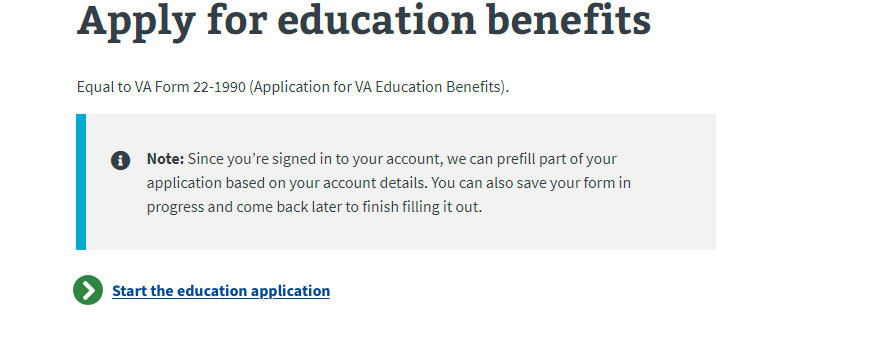 Apply for education benefits
Equal to VA Form 22-1990 (Application for VA Education Benefits).
Note: Since you’re signed in to your account, we can prefill part of your
application based on your account details. You can also save your form in
progress and come back later to finish filling it out.
Start the education application